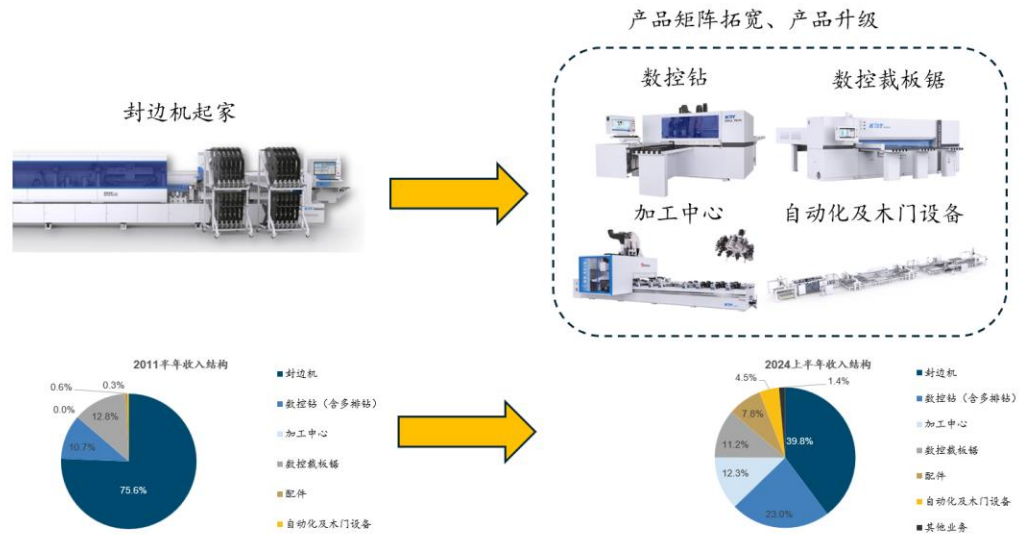 产品矩阵拓宽、产品升级
封边机起家
数控钻
数控裁板锯
加工中心
自动化及木门设备
2011半年收入结构
0.6%
0.3%
0.0%
12.8%
10.7%
75.6%
封边机
数控钻（含多排钻）
加工中心
数控裁板锯
配件
自动化及木门设备
2024上半年收入结构
4.5%
1.4%
7.8%
39.8%
11.2%
12.3%
23.0%
封边机
数控钻（含多排钻）
加工中心
数控裁板锯
配件
自动化及木门设备
其他业务